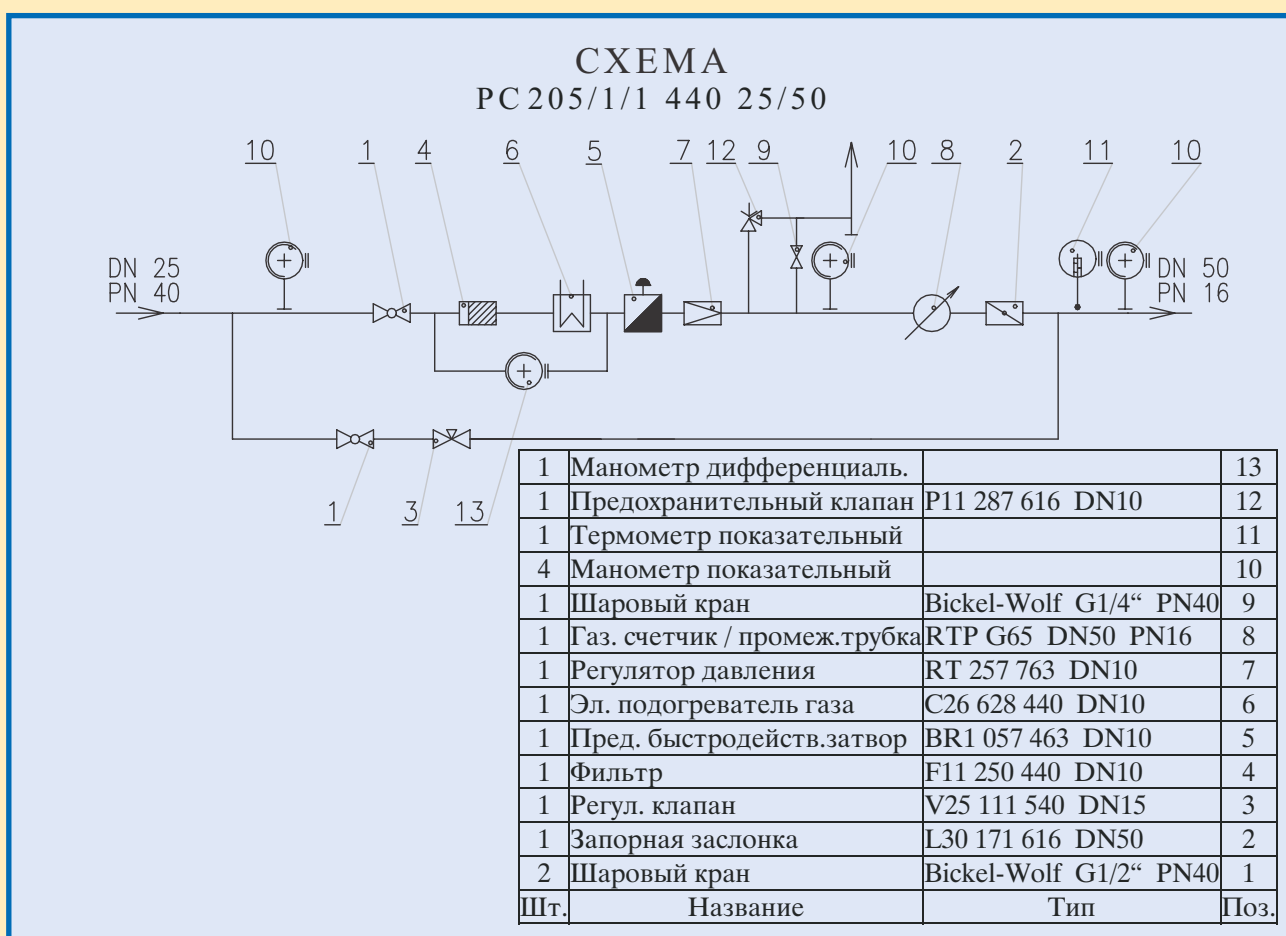 СХЕМА
РС 205/1/1 440 25/50
10 1 4 6 5 7 12 9 10 8 2 11 10
DN 25
PN 40
DN 50
PN 16
1 3 13
1 Манометр дифференциаль. 13
1 Предохранительный клапан P11 287 616 DN10 12
1 Термометр показательный 11
4 Манометр показательный 10
1 Шаровый кран Bickel-Wolf G1/4“ PN40 9
1 Газ. счетчик / промеж.трубка RTP G65 DN50 PN16 8
1 Регулятор давления RT 257 763 DN10 7
1 Эл. подогреватель газа C26 628 440 DN10 6
1 Пред. быстродейств.затвор BR1 057 463 DN10 5
1 Фильтр F11 250 440 DN10 4
1 Регул. клапан V25 111 540 DN15 3
1 Запорная заслонка L30 171 616 DN50 2
2 Шаровый кран Bickel-Wolf G1/2“ PN40 1
Шт. Название Тип Поз.